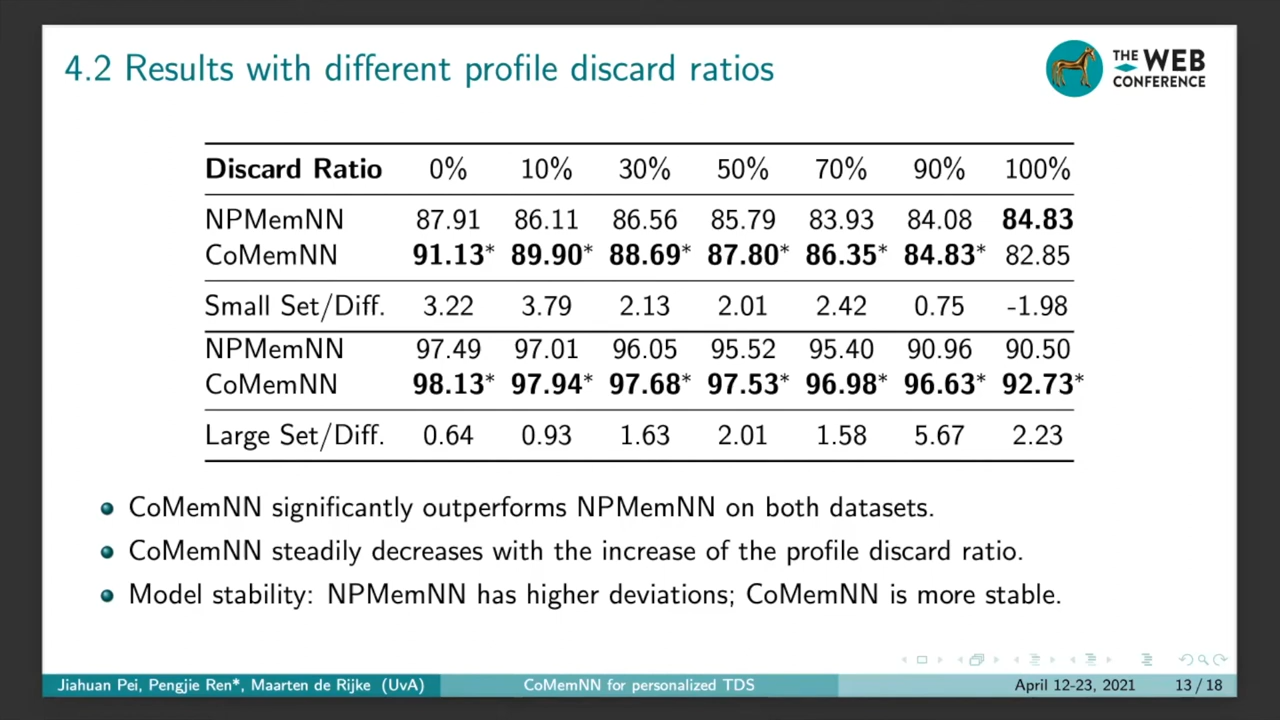 4.2 Results with different profile discard ratios
THE WEB
CONFERENCE
Discard Ratio 0% 10% 30% 50% 70% 90% 100%
NPMemNN 87.91 86.11 86.56 85.79 83.93 84.08 84.83
CoMemNN 91.13* 89.90* 88.69* 87.80* 86.35* 84.83* 82.85
Small Set/Diff. 3.22 3.79 2.13 2.01 2.42 0.75 -1.98
NPMemNN 97.49 97.01 96.05 95.52 95.40 90.96 90.50
CoMemNN 98.13* 97.94* 97.68* 97.53* 96.98* 96.63* 92.73*
Large Set/Diff. 0.64 0.93 1.63 2.01 1.58 5.67 2.23
CoMemNN significantly outperforms NPMemNN on both datasets.
CoMemNN steadily decreases with the increase of the profile discard ratio.
Model stability: NPMemNN has higher deviations; CoMemNN is more stable.
Jiahuan Pei, Pengjie Ren*, Maarten de Rijke (UvA) CoMemNN for personalized TDS April 12-23, 2021 13 / 18